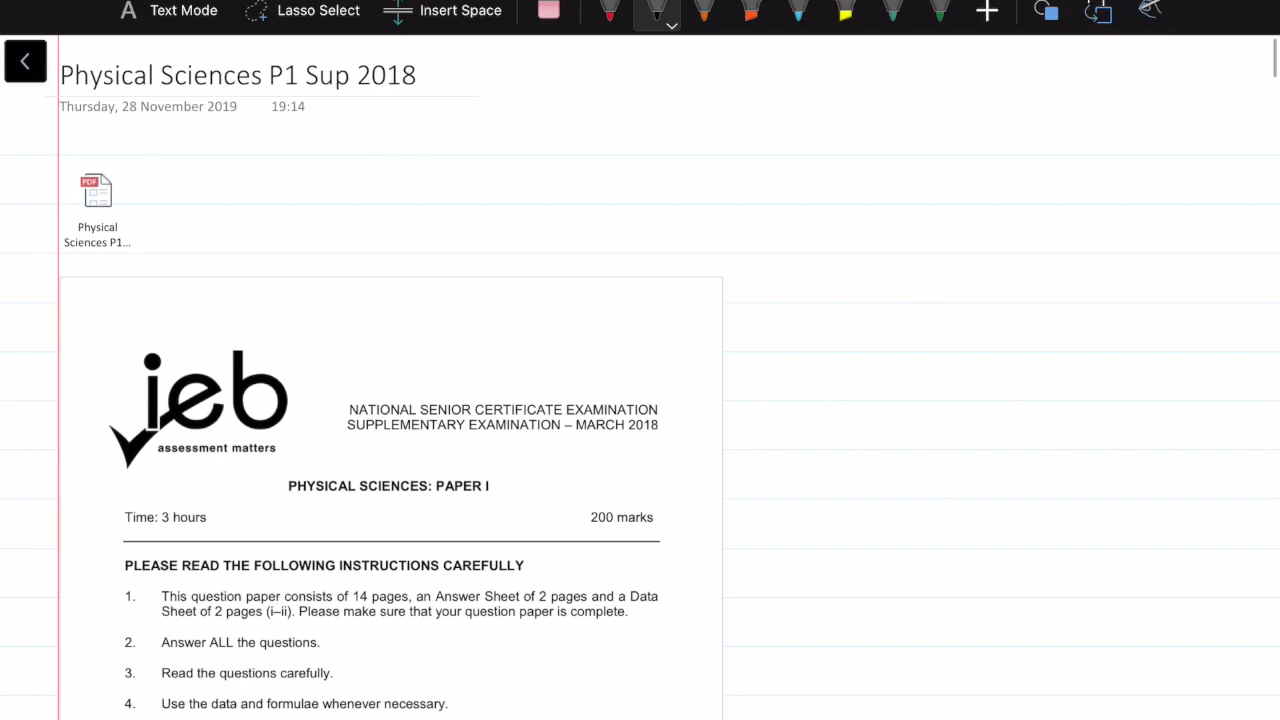 Text Mode Lasso Select Insert Space
Physical Sciences P1 Sup 2018
Thursday, 28 November 2019 19:14
PDF
Physical
Sciences P1...
ieb
assessment matters
NATIONAL SENIOR CERTIFICATE EXAMINATION
SUPPLEMENTARY EXAMINATION – MARCH 2018
PHYSICAL SCIENCES: PAPER I
Time: 3 hours 200 marks
PLEASE READ THE FOLLOWING INSTRUCTIONS CAREFULLY
1. This question paper consists of 14 pages, an Answer Sheet of 2 pages and a Data
Sheet of 2 pages (i–ii). Please make sure that your question paper is complete.
2. Answer ALL the questions.
3. Read the questions carefully.
4. Use the data and formulae whenever necessary.